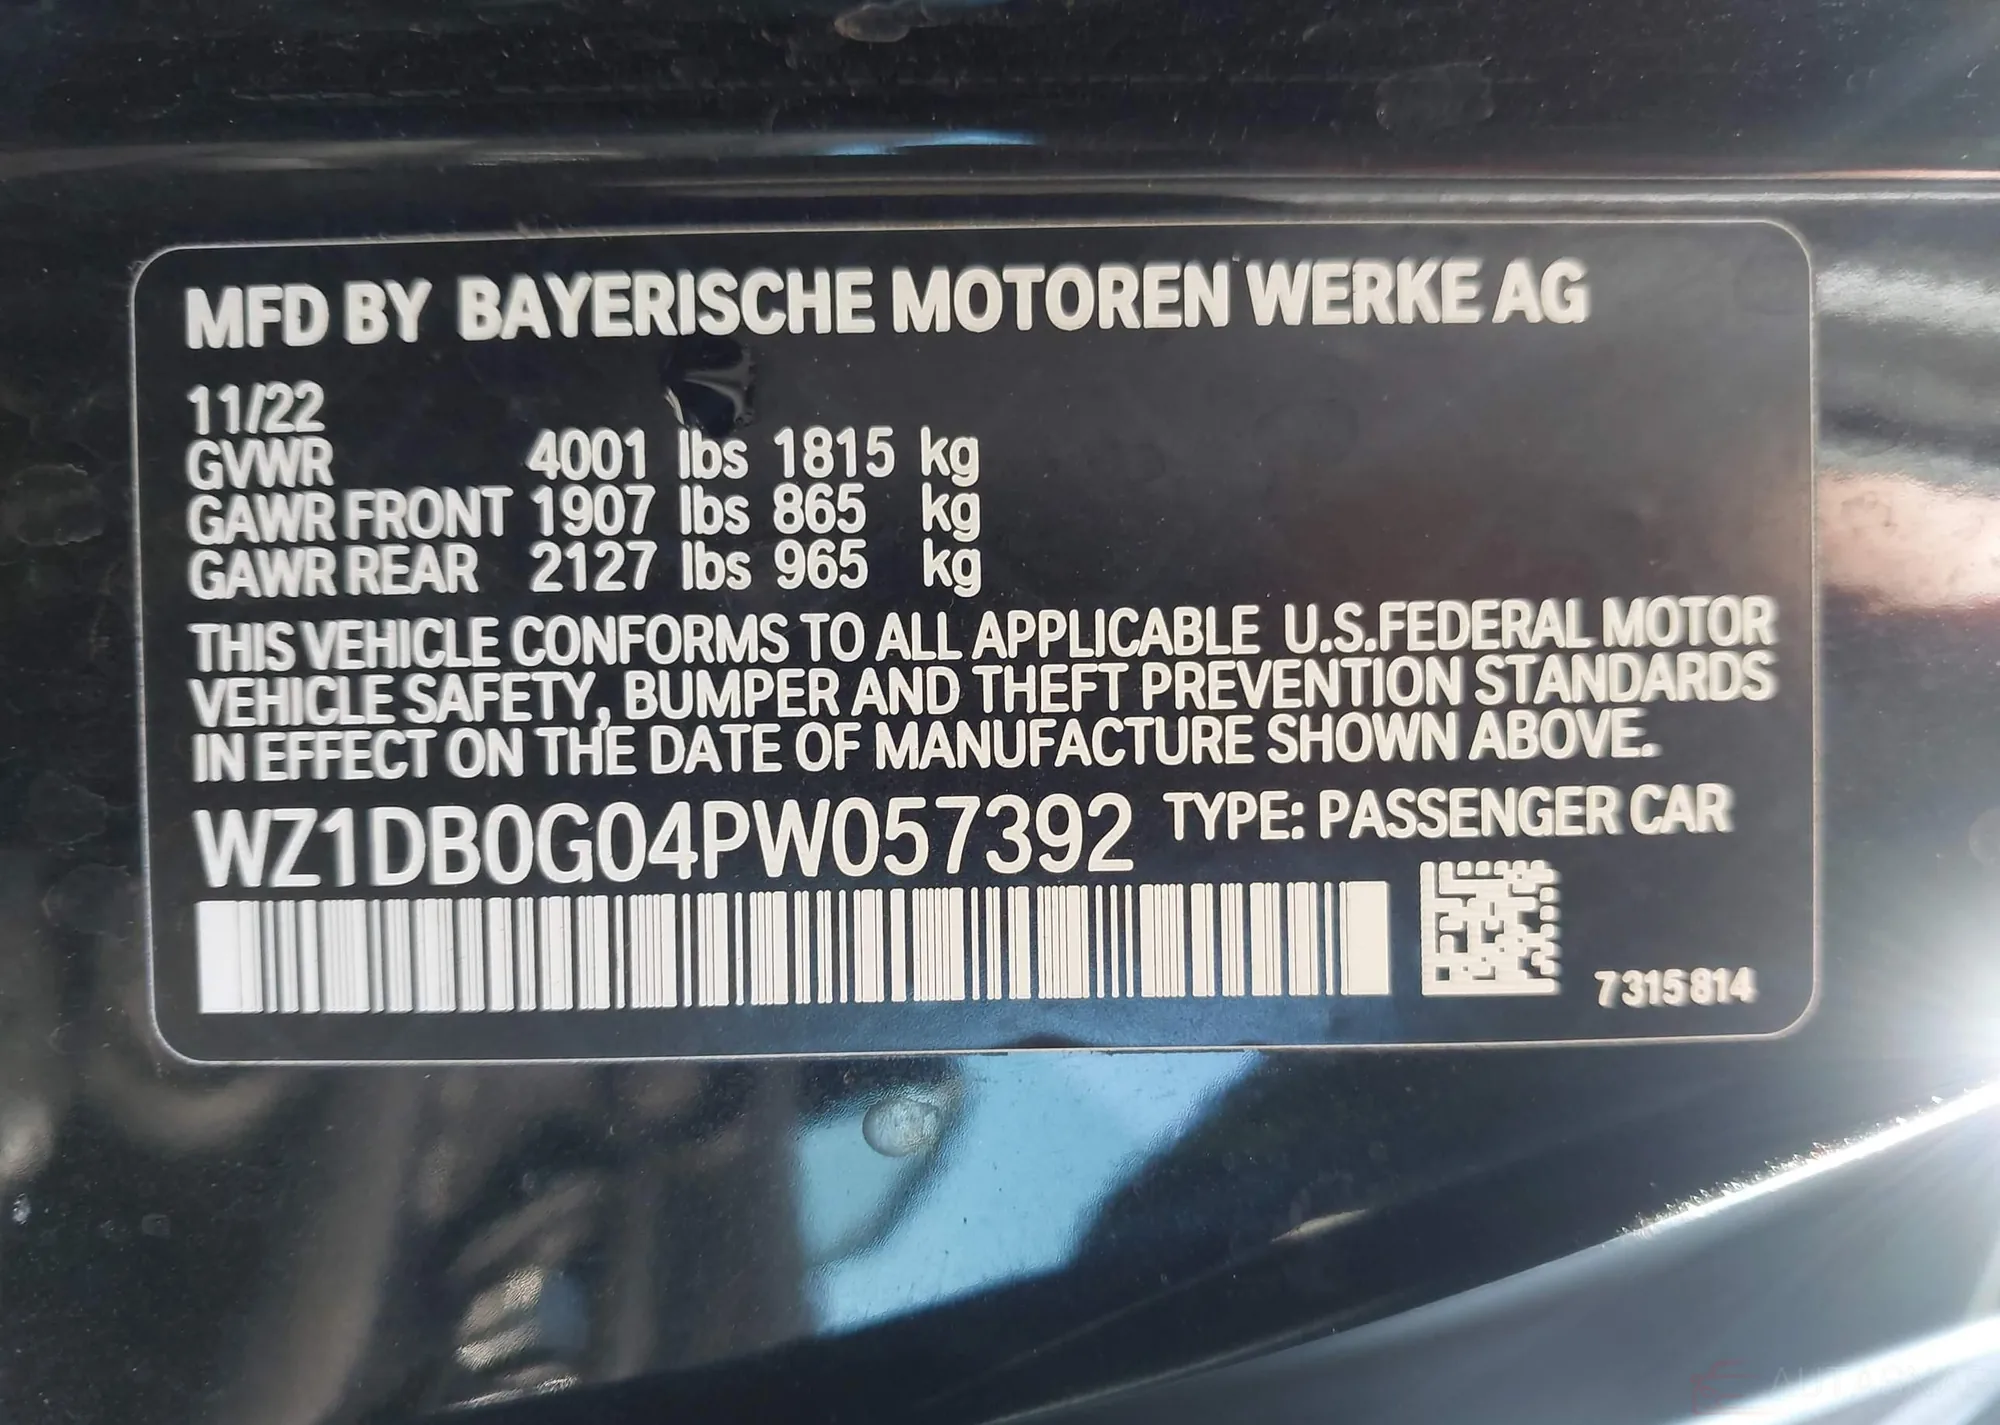 MFD BY BAYERISCHE MOTOREN WERKE AG
11/22
GVWR 4001 lbs 1815 kg
GAWR FRONT 1907 lbs 865 kg
GAWR REAR 2127 lbs 965 kg
THIS VEHICLE CONFORMS TO ALL APPLICABLE U.S.FEDERAL MOTOR
VEHICLE SAFETY, BUMPER AND THEFT PREVENTION STANDARDS
IN EFFECT ON THE DATE OF MANUFACTURE SHOWN ABOVE.
WZ1DB0G04PW057392 TYPE: PASSENGER CAR
7315814